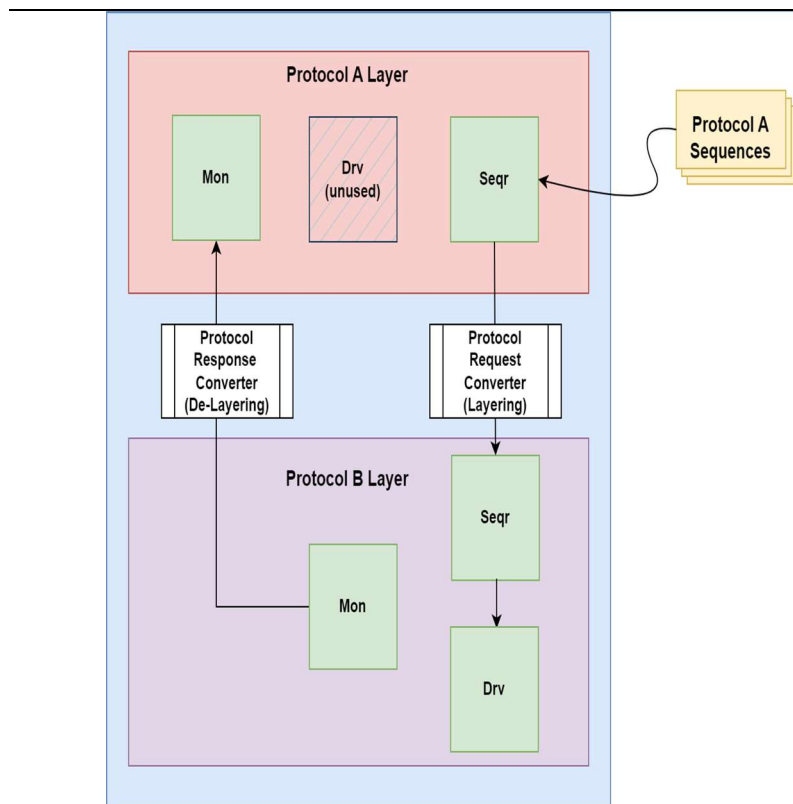 Protocol A Layer
Mon
Drv
(unused)
Seqr
Protocol A
Sequences
Protocol
Response
Converter
(De-Layering)
Protocol
Request
Converter
(Layering)
Protocol B Layer
Seqr
Mon
Drv